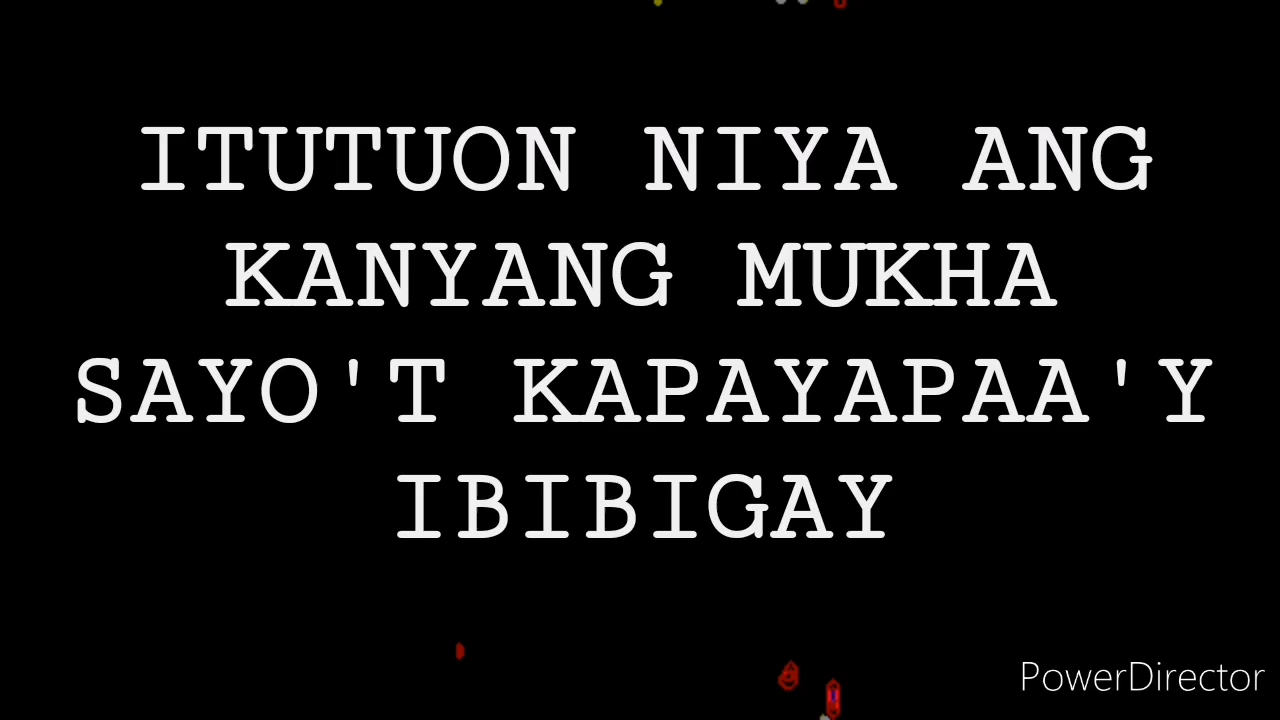 ITUTUON NIYA ANG
KANYANG MUKHA
SAYO'T KAPAYAPAA'Y
IBIBIGAY
PowerDirector